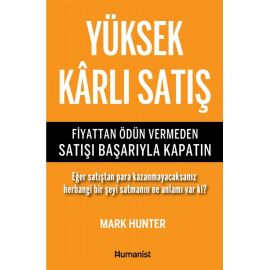 YÜKSEK
KÂRLI SATIŞ
FİYATTAN ÖDÜN VERMEDEN
SATIŞI BAŞARIYLA KAPATIN
Eğer satıştan para kazanmayacaksanız
herhangi bir şeyi satmanın ne anlamı var ki?
MARK HUNTER
Humanist